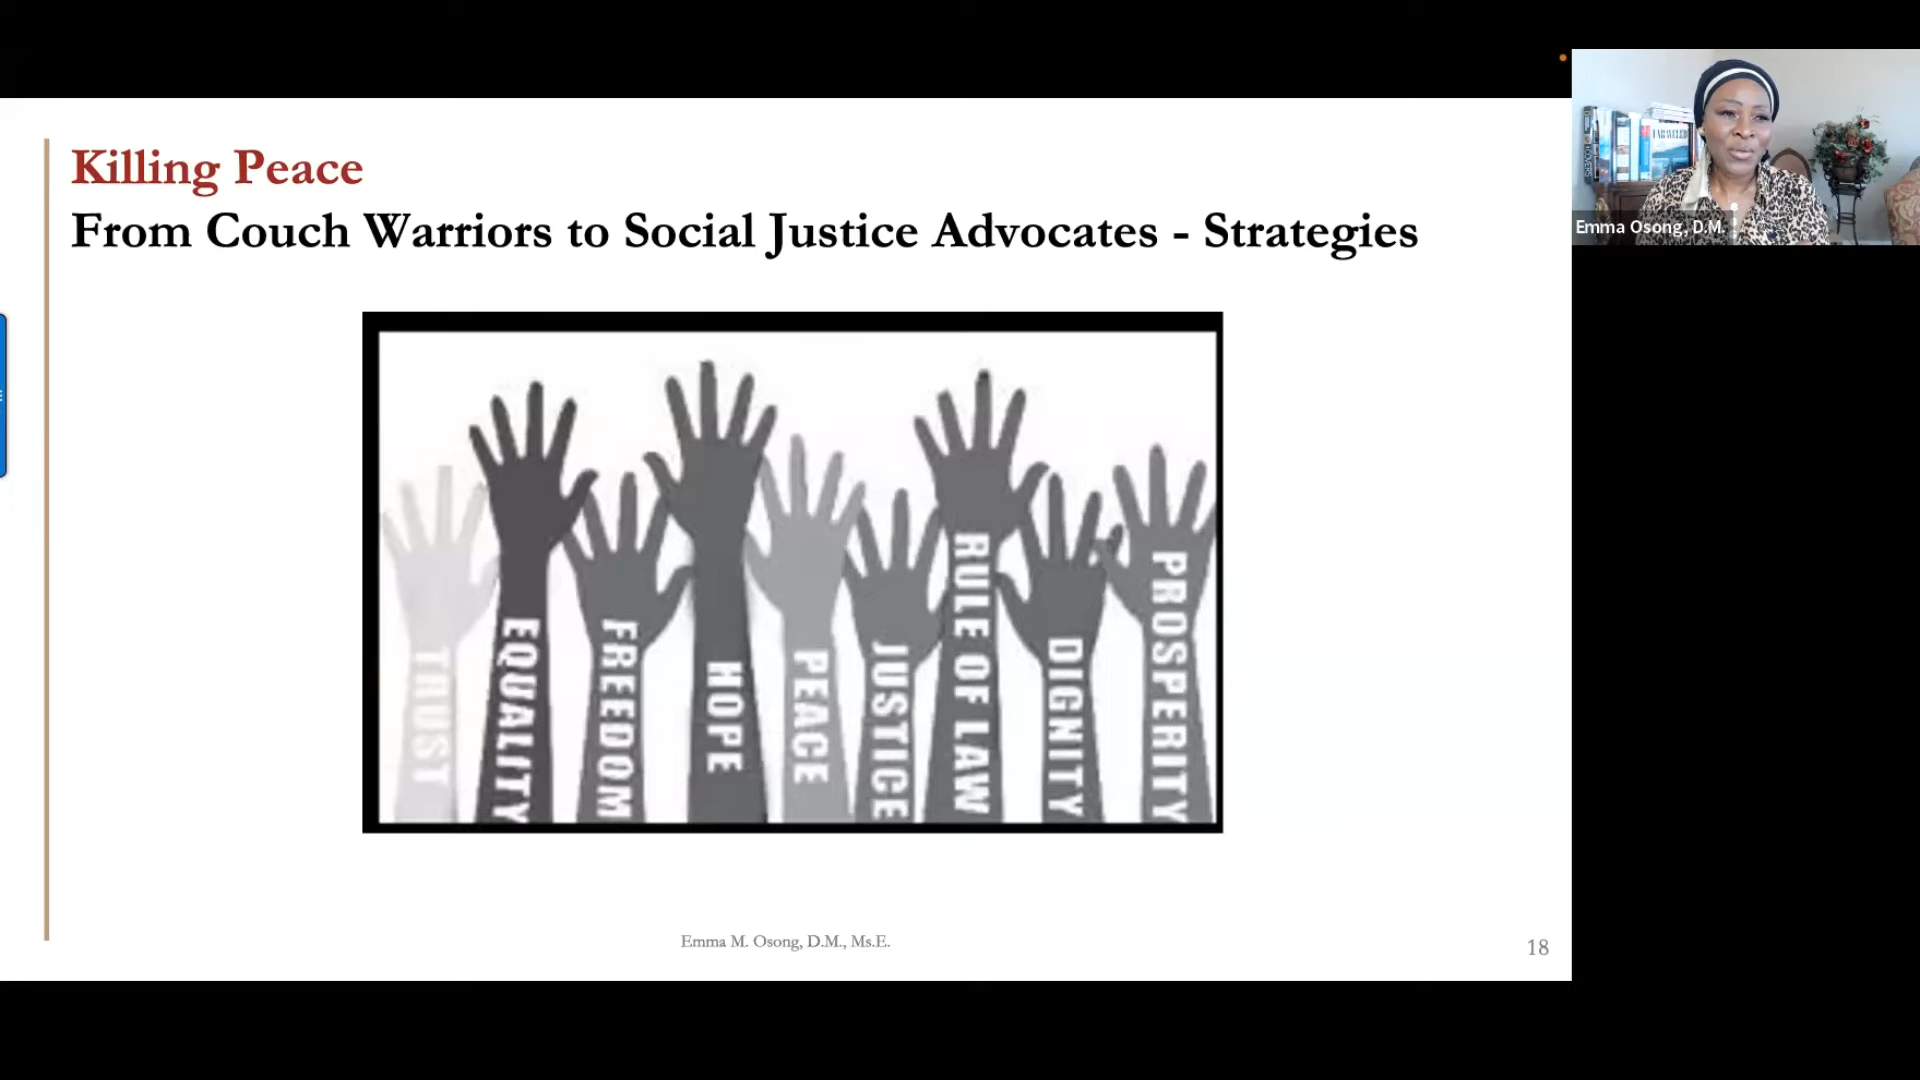 Killing Peace
From Couch Warriors to Social Justice Advocates - Strategies
TRUST
EQUALITY
FREEDOM
HOPE
PEACE
JUSTICE
RULE OF LAW
DIGNITY
PROSPERITY
Emma M. Osong, D.M., Ms.E.
18
Emma Osong, D.M.